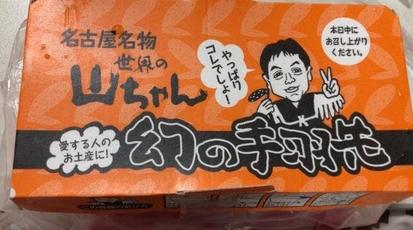 名古屋名物
世界の
山ちゃん
やっぱり
コレでしょー!
本日中に
お召し上がり
ください。
愛する人の
お土産に!
幻の手羽先